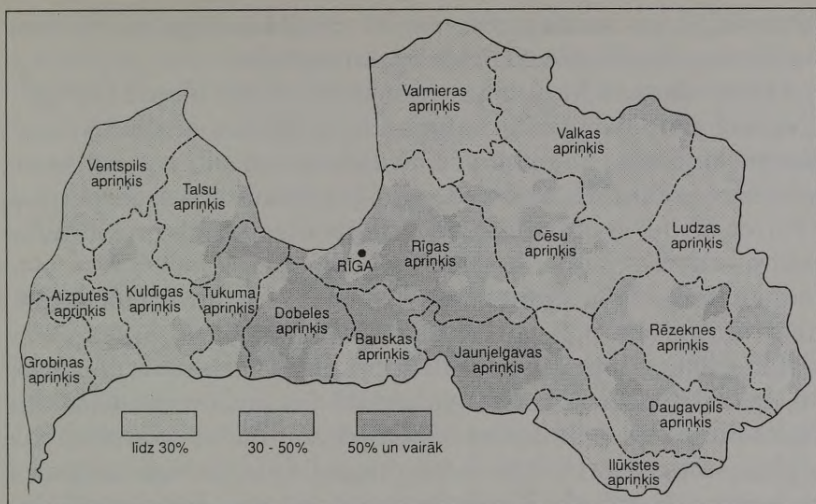 Valmieras
apriņķis
Valkas
apriņķis
Ventspils
apriņķis
Talsu
apriņķis
Ludzas
apriņķis
Cēsu
apriņķis
Rīgas
apriņķis
RĪGA
Aizputes
apriņķis
Kuldīgas
apriņķis
Tukuma
apriņķis
Dobeles
apriņķis
Bauskas
apriņķis
Jaunjelgavas
apriņķis
Rēzeknes
apriņķis
Grobiņas
apriņķis
Daugavpils
apriņķis
Ilūkstes
apriņķis
līdz 30%
30 - 50%
50% un vairāk